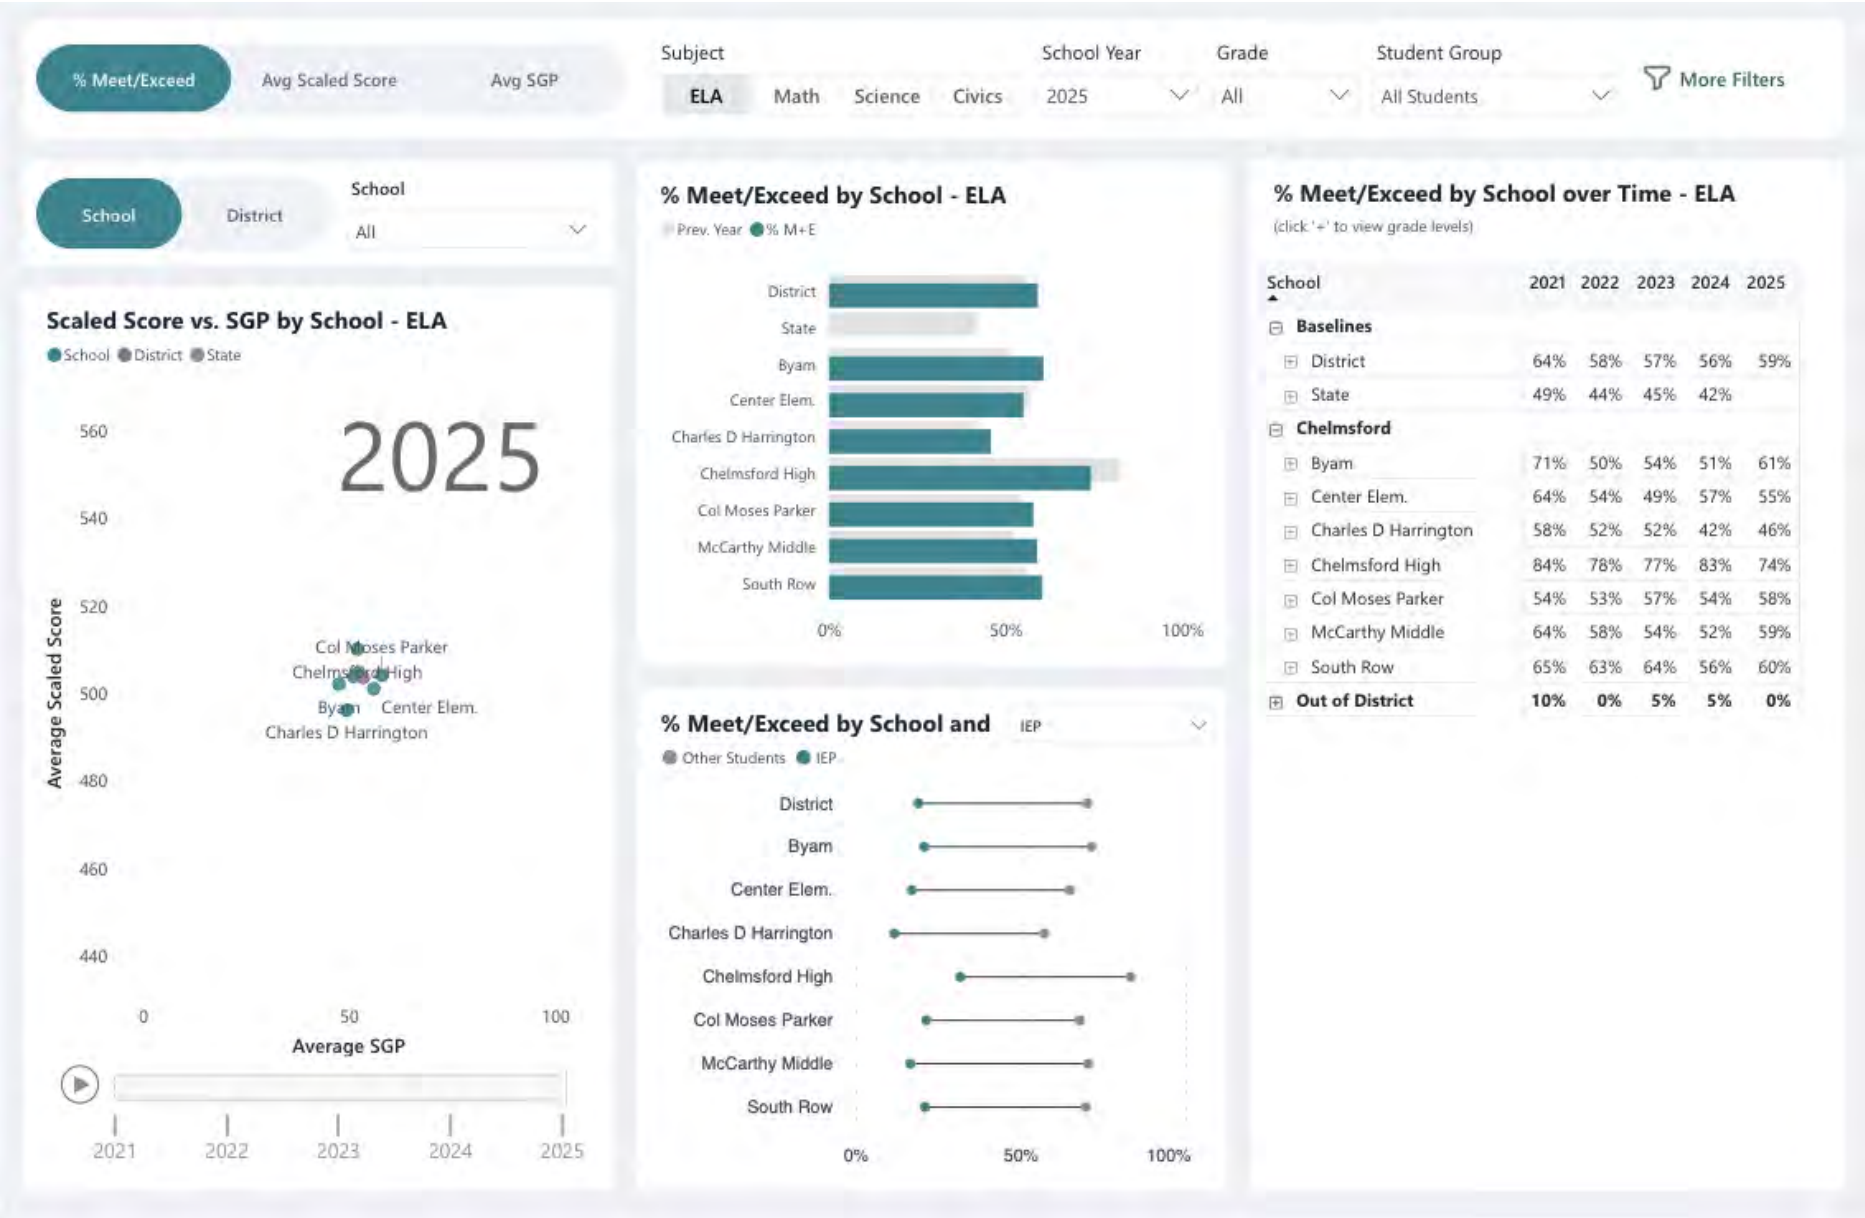 % Meet/Exceed Avg Scaled Score Avg SGP
Subject
ELA Math Science Civics
School Year
2025
Grade
All
Student Group
All Students
More Filters
School District
School
All
Scaled Score vs. SGP by School - ELA
School District State
2025
Average Scaled Score
560
540
520
500
480
460
440
Col Moses Parker
Chelmsford High
Byam Center Elem.
Charles D Harrington
0 50 100
Average SGP
2021 2022 2023 2024 2025
% Meet/Exceed by School - ELA
Prev. Year % M+E
District
State
Byam
Center Elem.
Charles D Harrington
Chelmsford High
Col Moses Parker
McCarthy Middle
South Row
0% 50% 100%
% Meet/Exceed by School and IEP
Other Students IEP
District
Byam
Center Elem.
Charles D Harrington
Chelmsford High
Col Moses Parker
McCarthy Middle
South Row
0% 50% 100%
% Meet/Exceed by School over Time - ELA
(click '+' to view grade levels)
School 2021 2022 2023 2024 2025
Baselines
District 64% 58% 57% 56% 59%
State 49% 44% 45% 42%
Chelmsford
Byam 71% 50% 54% 51% 61%
Center Elem. 64% 54% 49% 57% 55%
Charles D Harrington 58% 52% 52% 42% 46%
Chelmsford High 84% 78% 77% 83% 74%
Col Moses Parker 54% 53% 57% 54% 58%
McCarthy Middle 64% 58% 54% 52% 59%
South Row 65% 63% 64% 56% 60%
Out of District 10% 0% 5% 5% 0%